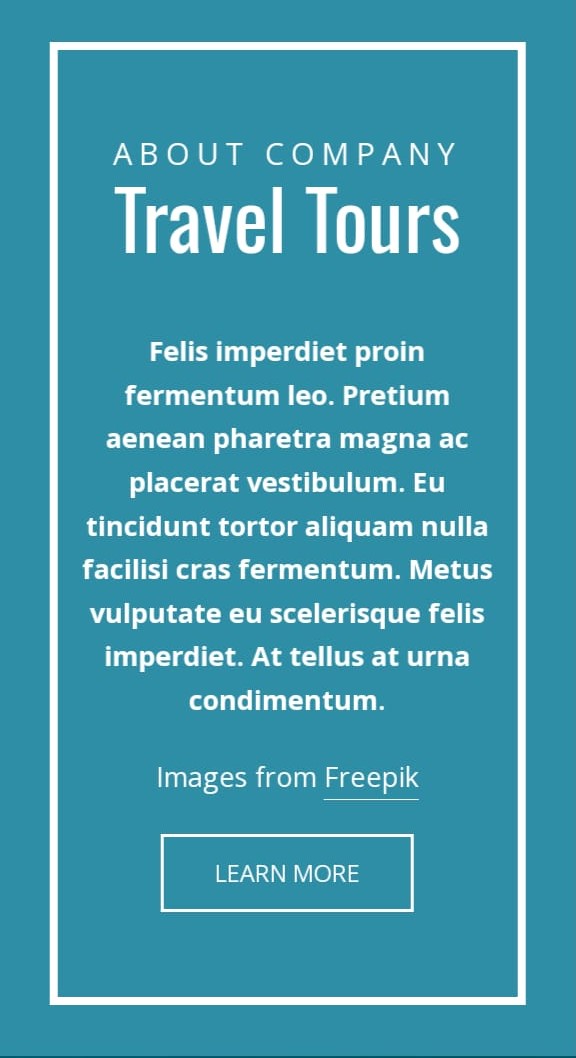 ABOUT COMPANY
Travel Tours
Felis imperdiet proin
fermentum leo. Pretium
aenean pharetra magna ac
placerat vestibulum. Eu
tincidunt tortor aliquam nulla
facilisi cras fermentum. Metus
vulputate eu scelerisque felis
imperdiet. At tellus at urna
condimentum.
Images from Freepik
LEARN MORE